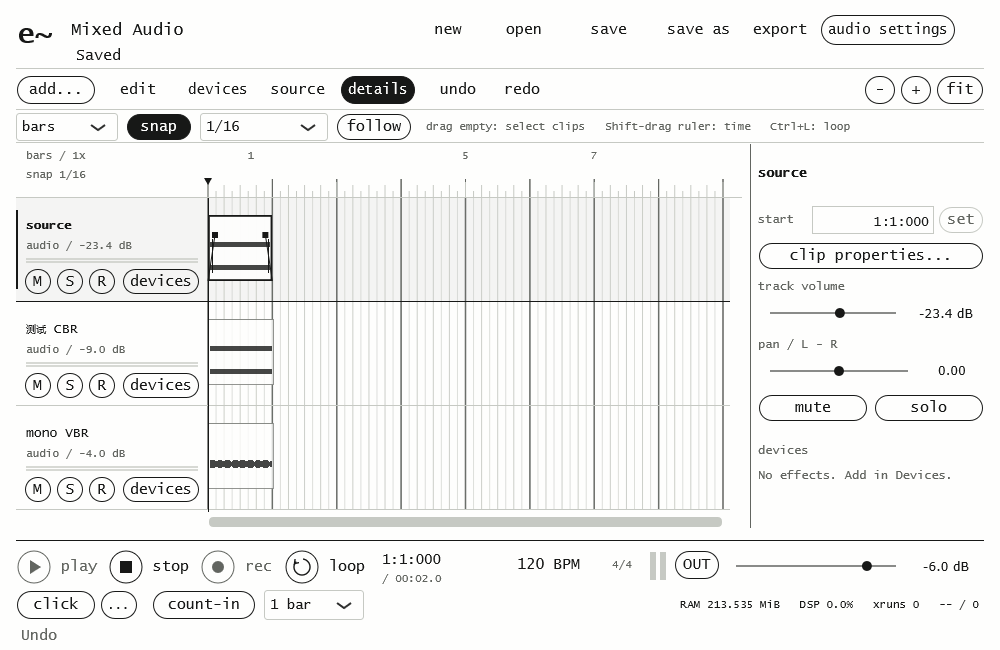 e~ Mixed Audio new open save save as export audio settings
Saved
add... edit devices source details undo redo - + fit
bars snap 1/16 follow drag empty: select clips Shift-drag ruler: time Ctrl+L: loop
bars / 1x 1 5 7
snap 1/16
source
start 1:1:000 set
clip properties...
track volume
-23.4 dB
pan / L - R
0.00
mute solo
devices
No effects. Add in Devices.
source
audio / -23.4 dB
M S R devices
测试 CBR
audio / -9.0 dB
M S R devices
mono VBR
audio / -4.0 dB
M S R devices
play stop rec loop 1:1:000 120 BPM 4/4 OUT -6.0 dB
/ 00:02.0
click ... count-in 1 bar RAM 213.535 MiB DSP 0.0% xruns 0 -- / 0
Undo